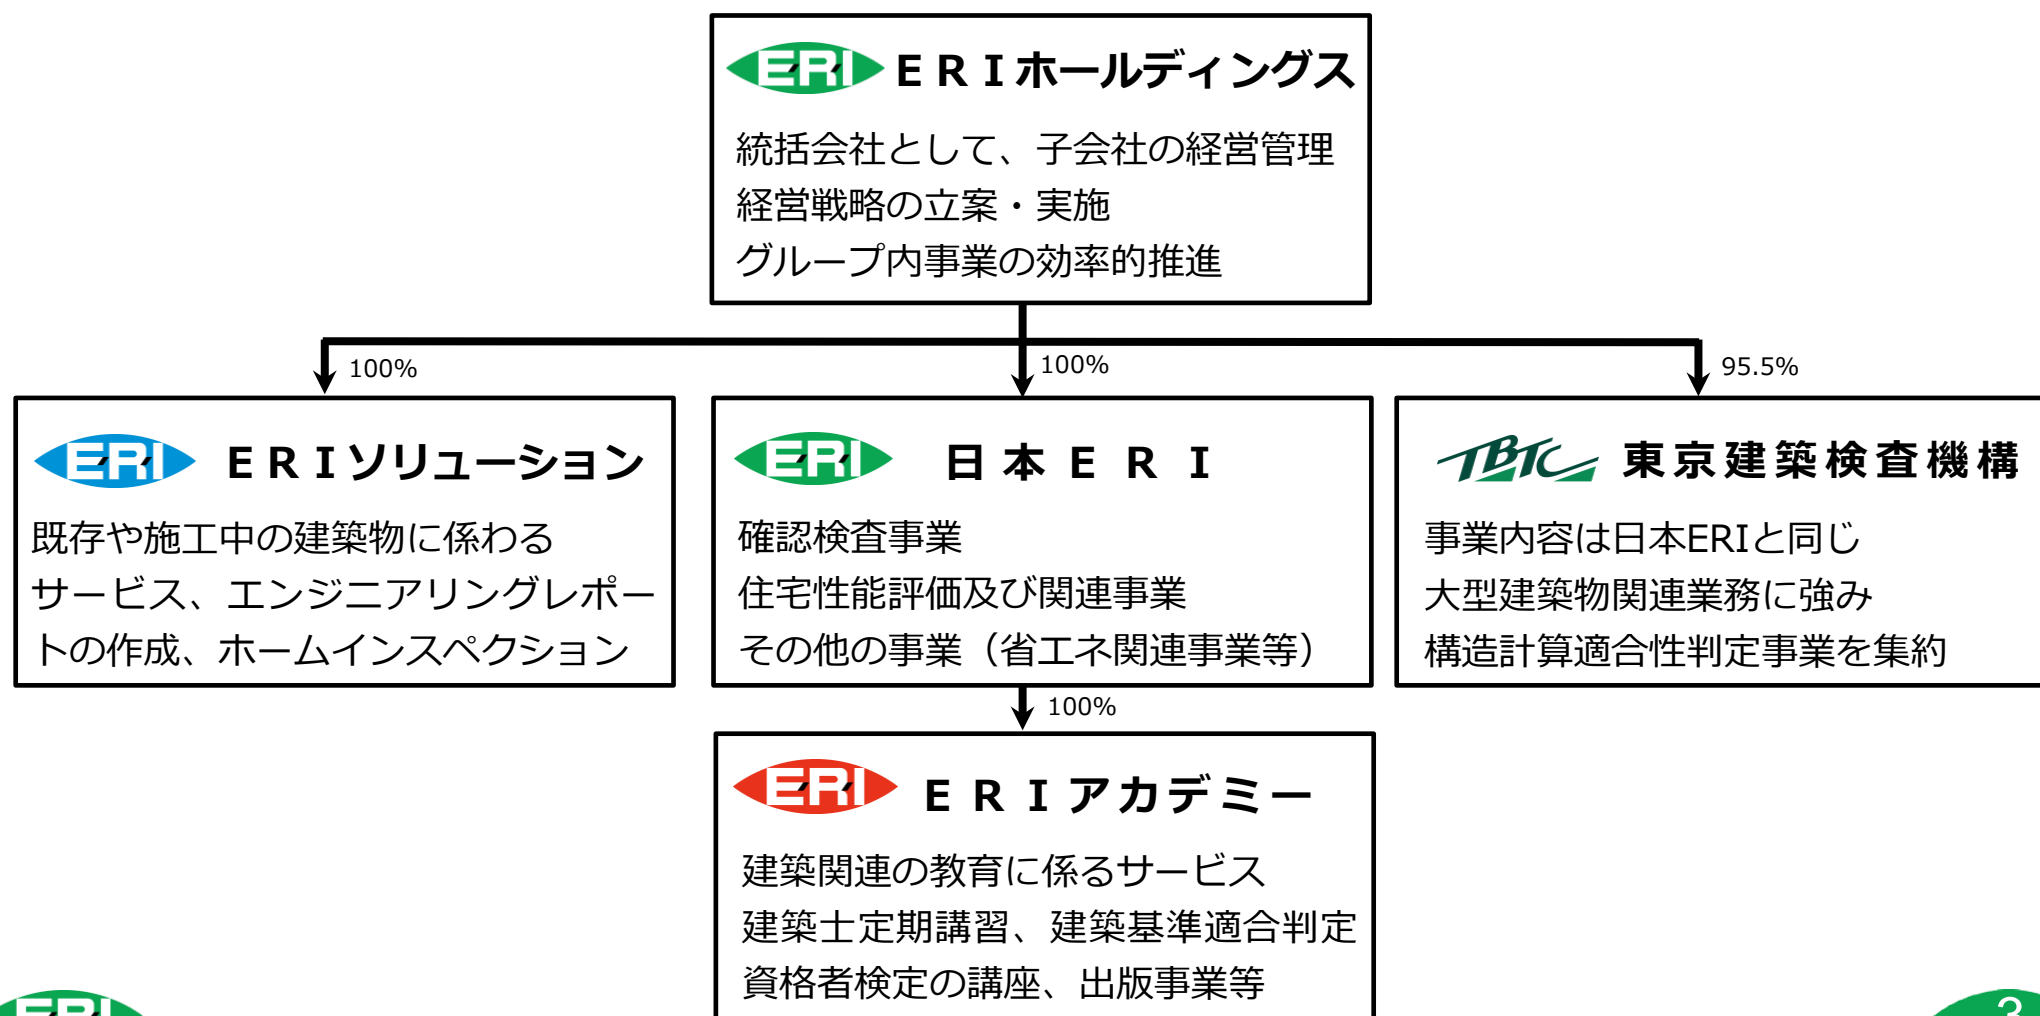 ERI ＥＲＩホールディングス
統括会社として、子会社の経営管理
経営戦略の立案・実施
グループ内事業の効率的推進
100%
100%
95.5%
ERI ＥＲＩソリューション
既存や施工中の建築物に係わる
サービス、エンジニアリングレポー
トの作成、ホームインスペクション
ERI 日本ＥＲＩ
確認検査事業
住宅性能評価及び関連事業
その他の事業（省エネ関連事業等）
TBTC 東京建築検査機構
事業内容は日本ERIと同じ
大型建築物関連業務に強み
構造計算適合性判定事業を集約
100%
ERI ＥＲＩアカデミー
建築関連の教育に係るサービス
建築士定期講習、建築基準適合判定
資格者検定の講座、出版事業等
ERI
3